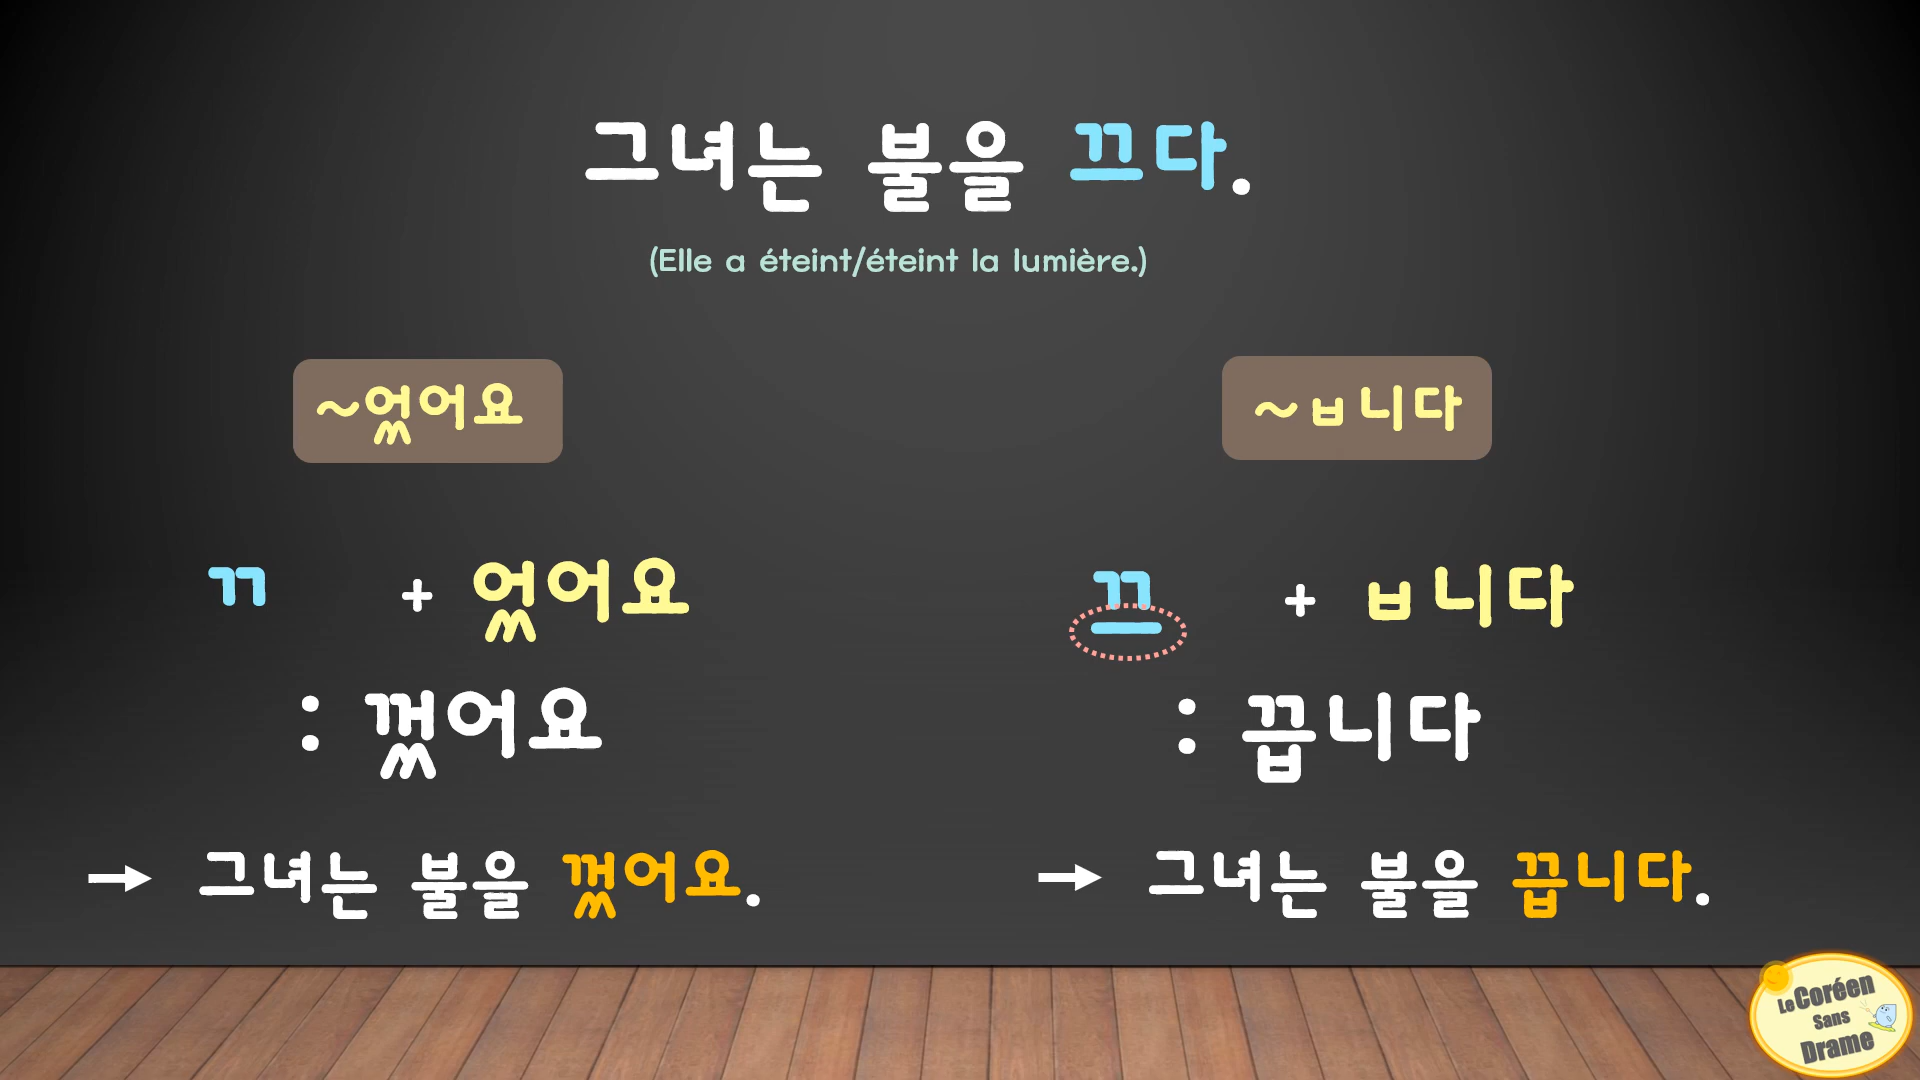 그녀는 불을 끄다.
(Elle a éteint/éteint la lumière.)
~었어요
ㄲ + 었어요
: 껐어요
→ 그녀는 불을 껐어요.
~ㅂ니다
끄 + ㅂ니다
: 끕니다
→ 그녀는 불을 끕니다.
Le Coréen
Sans
Drame